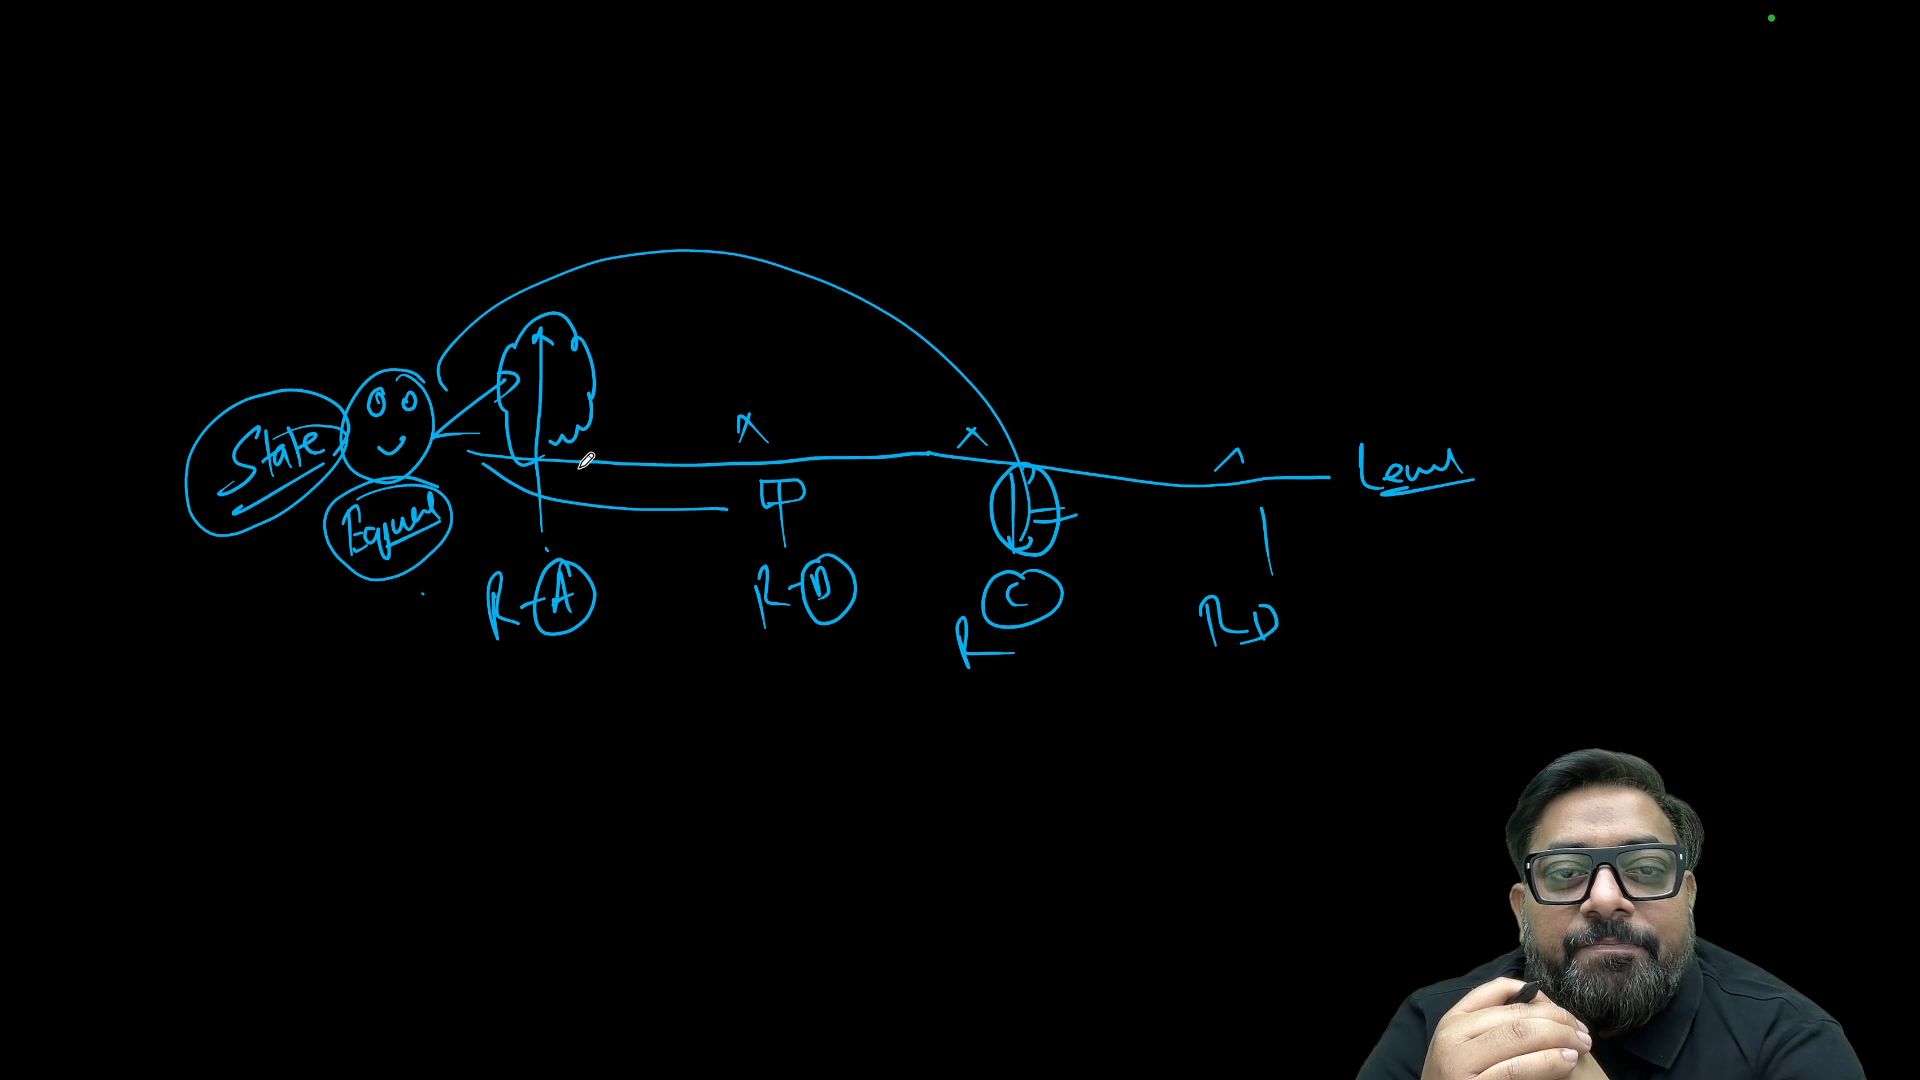 State
Equal
Level
R-A
R-B
R C
R D